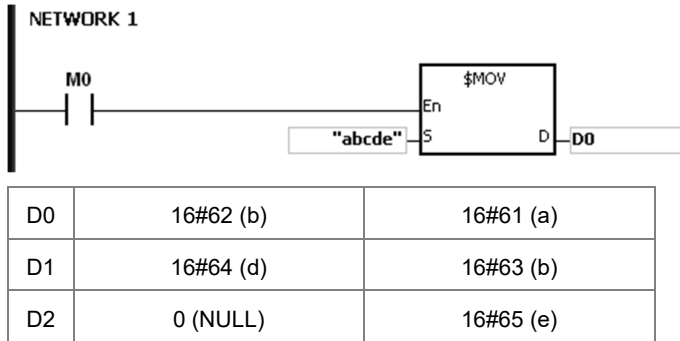 NETWORK 1
M0
$MOV
En
"abcde" S D D0
D0 16#62 (b) 16#61 (a)
D1 16#64 (d) 16#63 (b)
D2 0 (NULL) 16#65 (e)